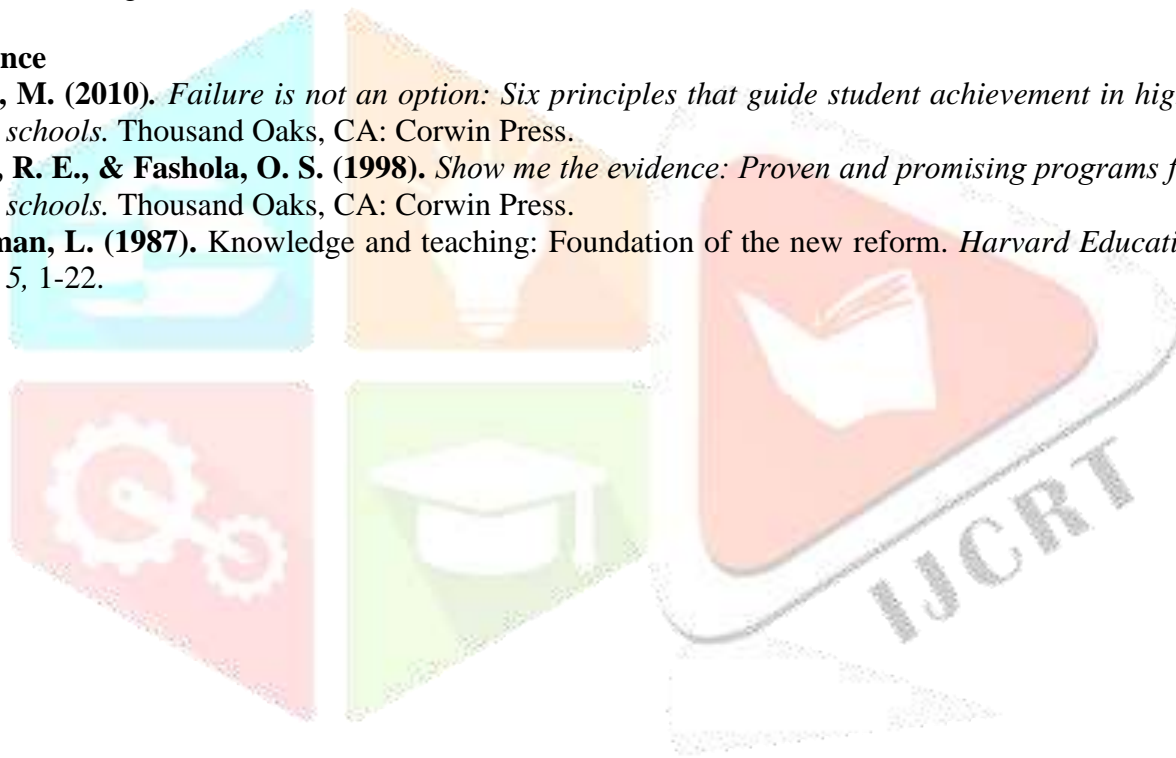 nce
, M. (2010). Failure is not an option: Six principles that guide student achievement in hig
schools. Thousand Oaks, CA: Corwin Press.
, R. E., & Fashola, O. S. (1998). Show me the evidence: Proven and promising programs f
schools. Thousand Oaks, CA: Corwin Press.
man, L. (1987). Knowledge and teaching: Foundation of the new reform. Harvard Educati
5, 1-22.
IJCRT